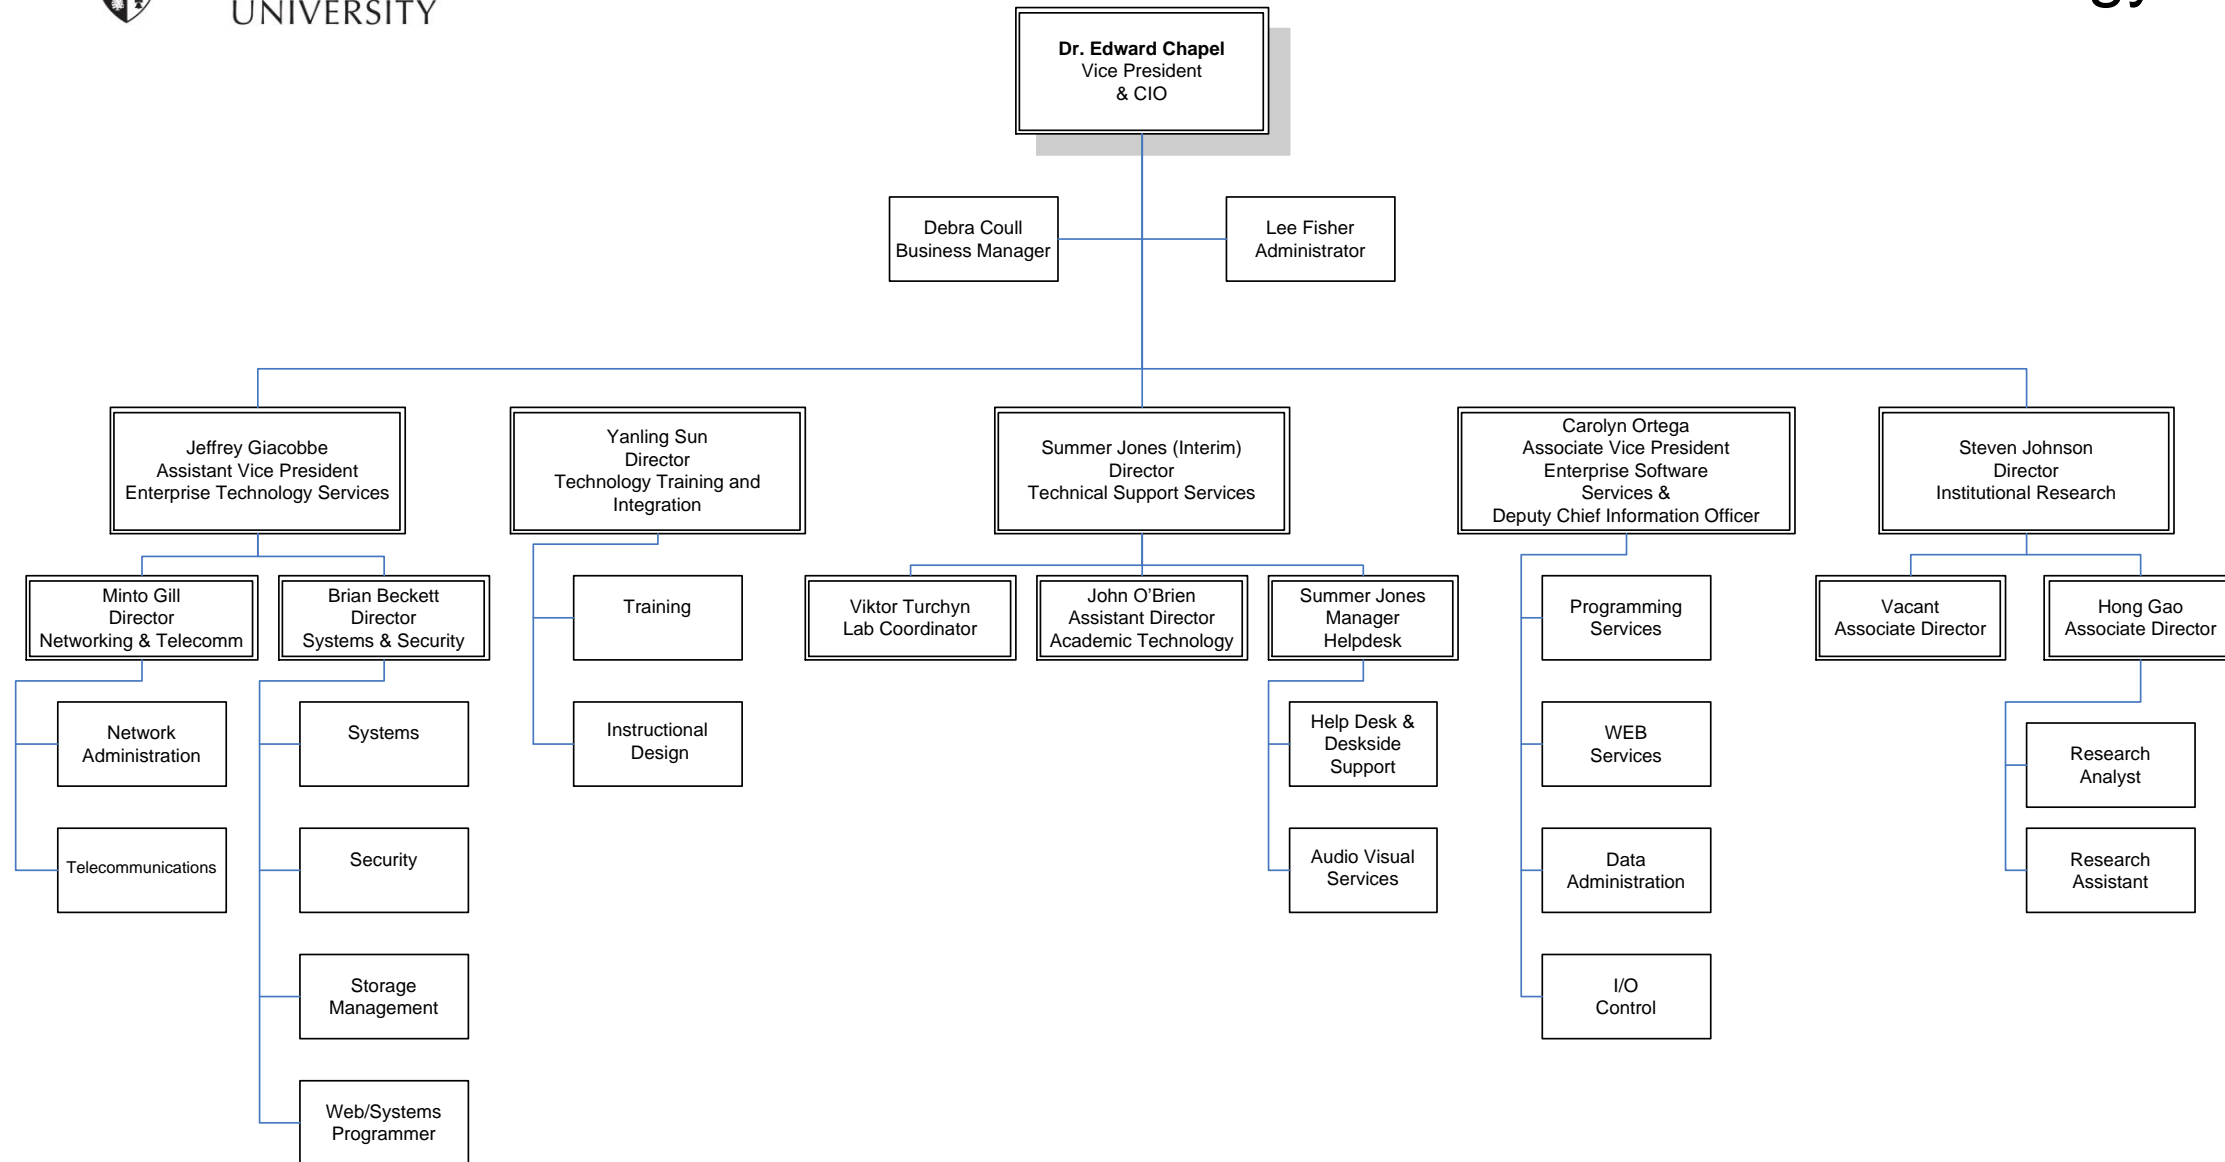 UNIVERSITY
gy
Dr. Edward Chapel
Vice President
& CIO
Debra Coull
Business Manager
Lee Fisher
Administrator
Jeffrey Giacobbe
Assistant Vice President
Enterprise Technology Services
Yanling Sun
Director
Technology Training and
Integration
Summer Jones (Interim)
Director
Technical Support Services
Carolyn Ortega
Associate Vice President
Enterprise Software
Services &
Deputy Chief Information Officer
Steven Johnson
Director
Institutional Research
Minto Gill
Director
Networking & Telecomm
Brian Beckett
Director
Systems & Security
Training
Viktor Turchyn
Lab Coordinator
John O’Brien
Assistant Director
Academic Technology
Summer Jones
Manager
Helpdesk
Programming
Services
Vacant
Associate Director
Hong Gao
Associate Director
Network
Administration
Systems
Instructional
Design
Help Desk &
Deskside
Support
WEB
Services
Research
Analyst
Telecommunications
Security
Audio Visual
Services
Data
Administration
Research
Assistant
Storage
Management
I/O
Control
Web/Systems
Programmer